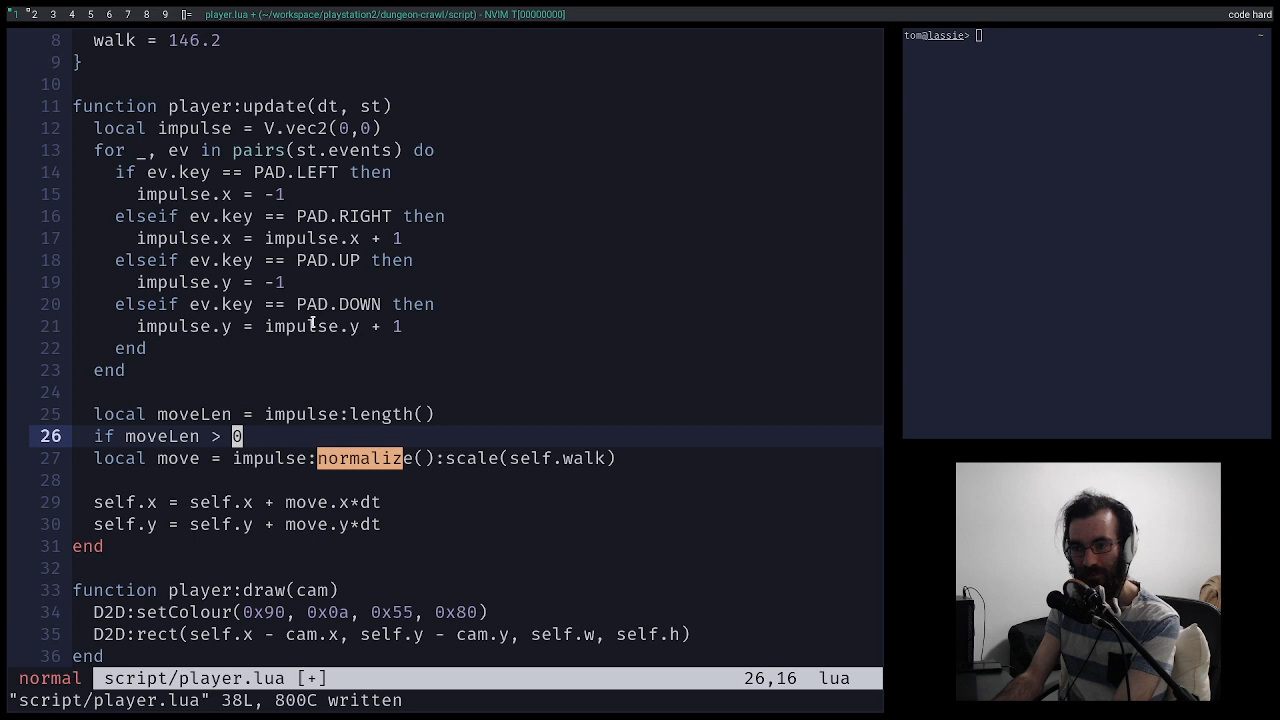 1 2 3 4 5 6 7 8 9 []= player.lua + (~/workspace/playstation2/dungeon-crawl/script) - NVIM T[00000000] code hard
8 walk = 146.2
9 }
10
11 function player:update(dt, st)
12 local impulse = V.vec2(0,0)
13 for _, ev in pairs(st.events) do
14 if ev.key == PAD.LEFT then
15 impulse.x = -1
16 elseif ev.key == PAD.RIGHT then
17 impulse.x = impulse.x + 1
18 elseif ev.key == PAD.UP then
19 impulse.y = -1
20 elseif ev.key == PAD.DOWN then
21 impulse.y = impulse.y + 1
22 end
23 end
24
25 local moveLen = impulse:length()
26 if moveLen > 0
27 local move = impulse:normalize():scale(self.walk)
28
29 self.x = self.x + move.x*dt
30 self.y = self.y + move.y*dt
31 end
32
33 function player:draw(cam)
34 D2D:setColour(0x90, 0x0a, 0x55, 0x80)
35 D2D:rect(self.x - cam.x, self.y - cam.y, self.w, self.h)
36 end
normal script/player.lua [+] 26,16 lua
"script/player.lua" 38L, 800C written
tom@lassie> ~